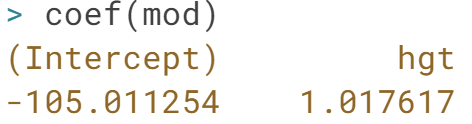 > coef(mod)
(Intercept) hgt
-105.011254 1.017617